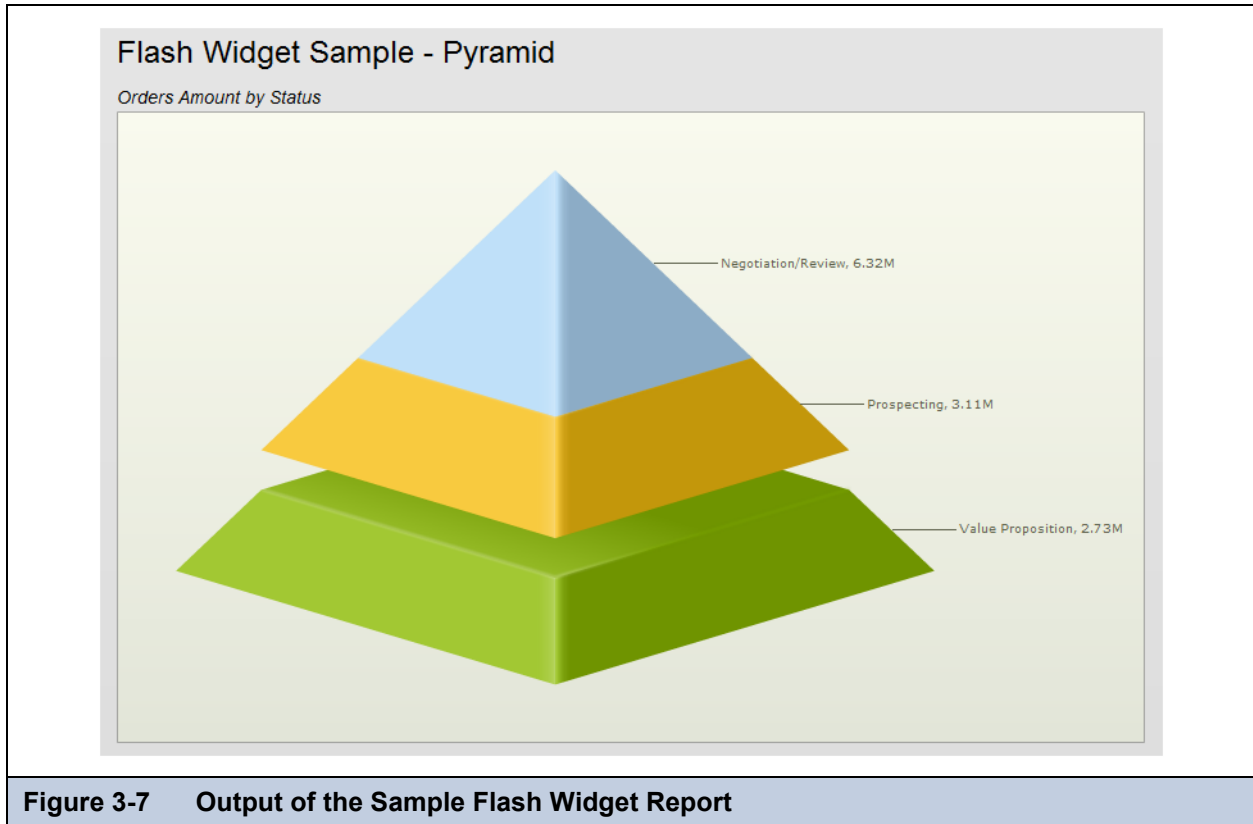 Flash Widget Sample - Pyramid
Orders Amount by Status
Negotiation/Review, 6.32M
Prospecting, 3.11M
Value Proposition, 2.73M
Figure 3-7 Output of the Sample Flash Widget Report